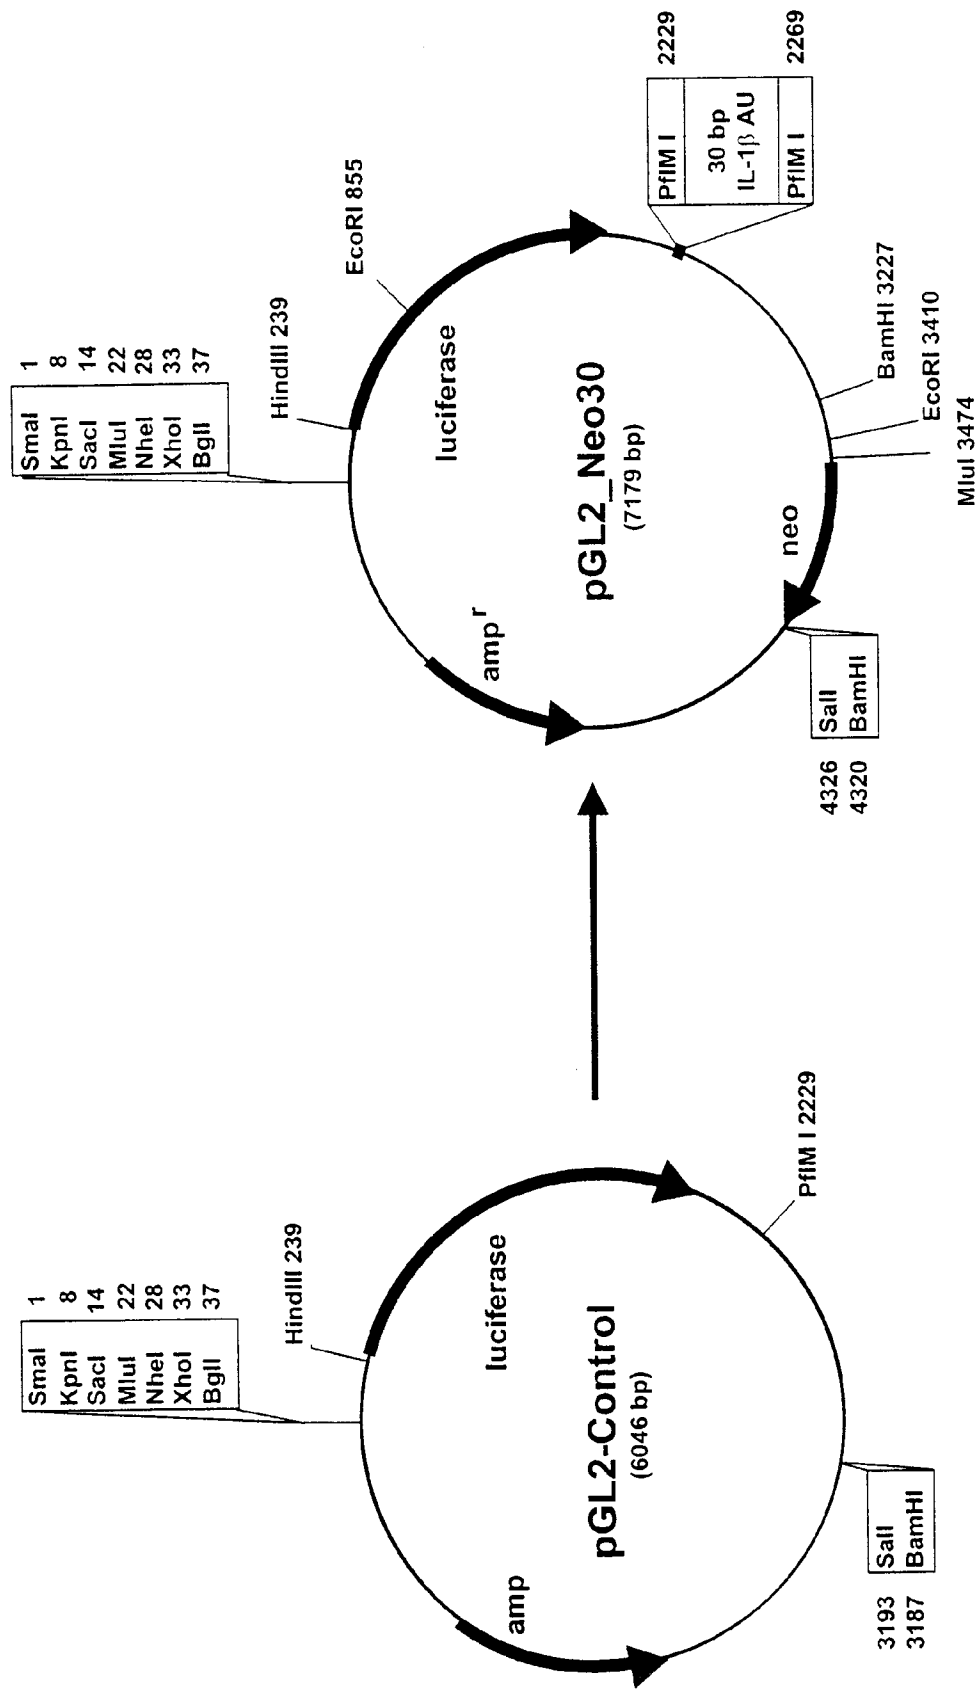 SmaI 1
KpnI 8
SacI 14
MluI 22
NheI 28
XhoI 33
BglI 37
HindIII 239
luciferase
amp
pGL2-Control
(6046 bp)
PflM I 2229
3193 SalI
3187 BamHI
SmaI 1
KpnI 8
SacI 14
MluI 22
NheI 28
XhoI 33
BglI 37
HindIII 239
EcoRI 855
luciferase
amp r
pGL2_Neo30
(7179 bp)
neo
PflM I 2229
30 bp
IL-1β AU
PflM I 2269
BamHI 3227
EcoRI 3410
MluI 3474
4326 SalI
4320 BamHI